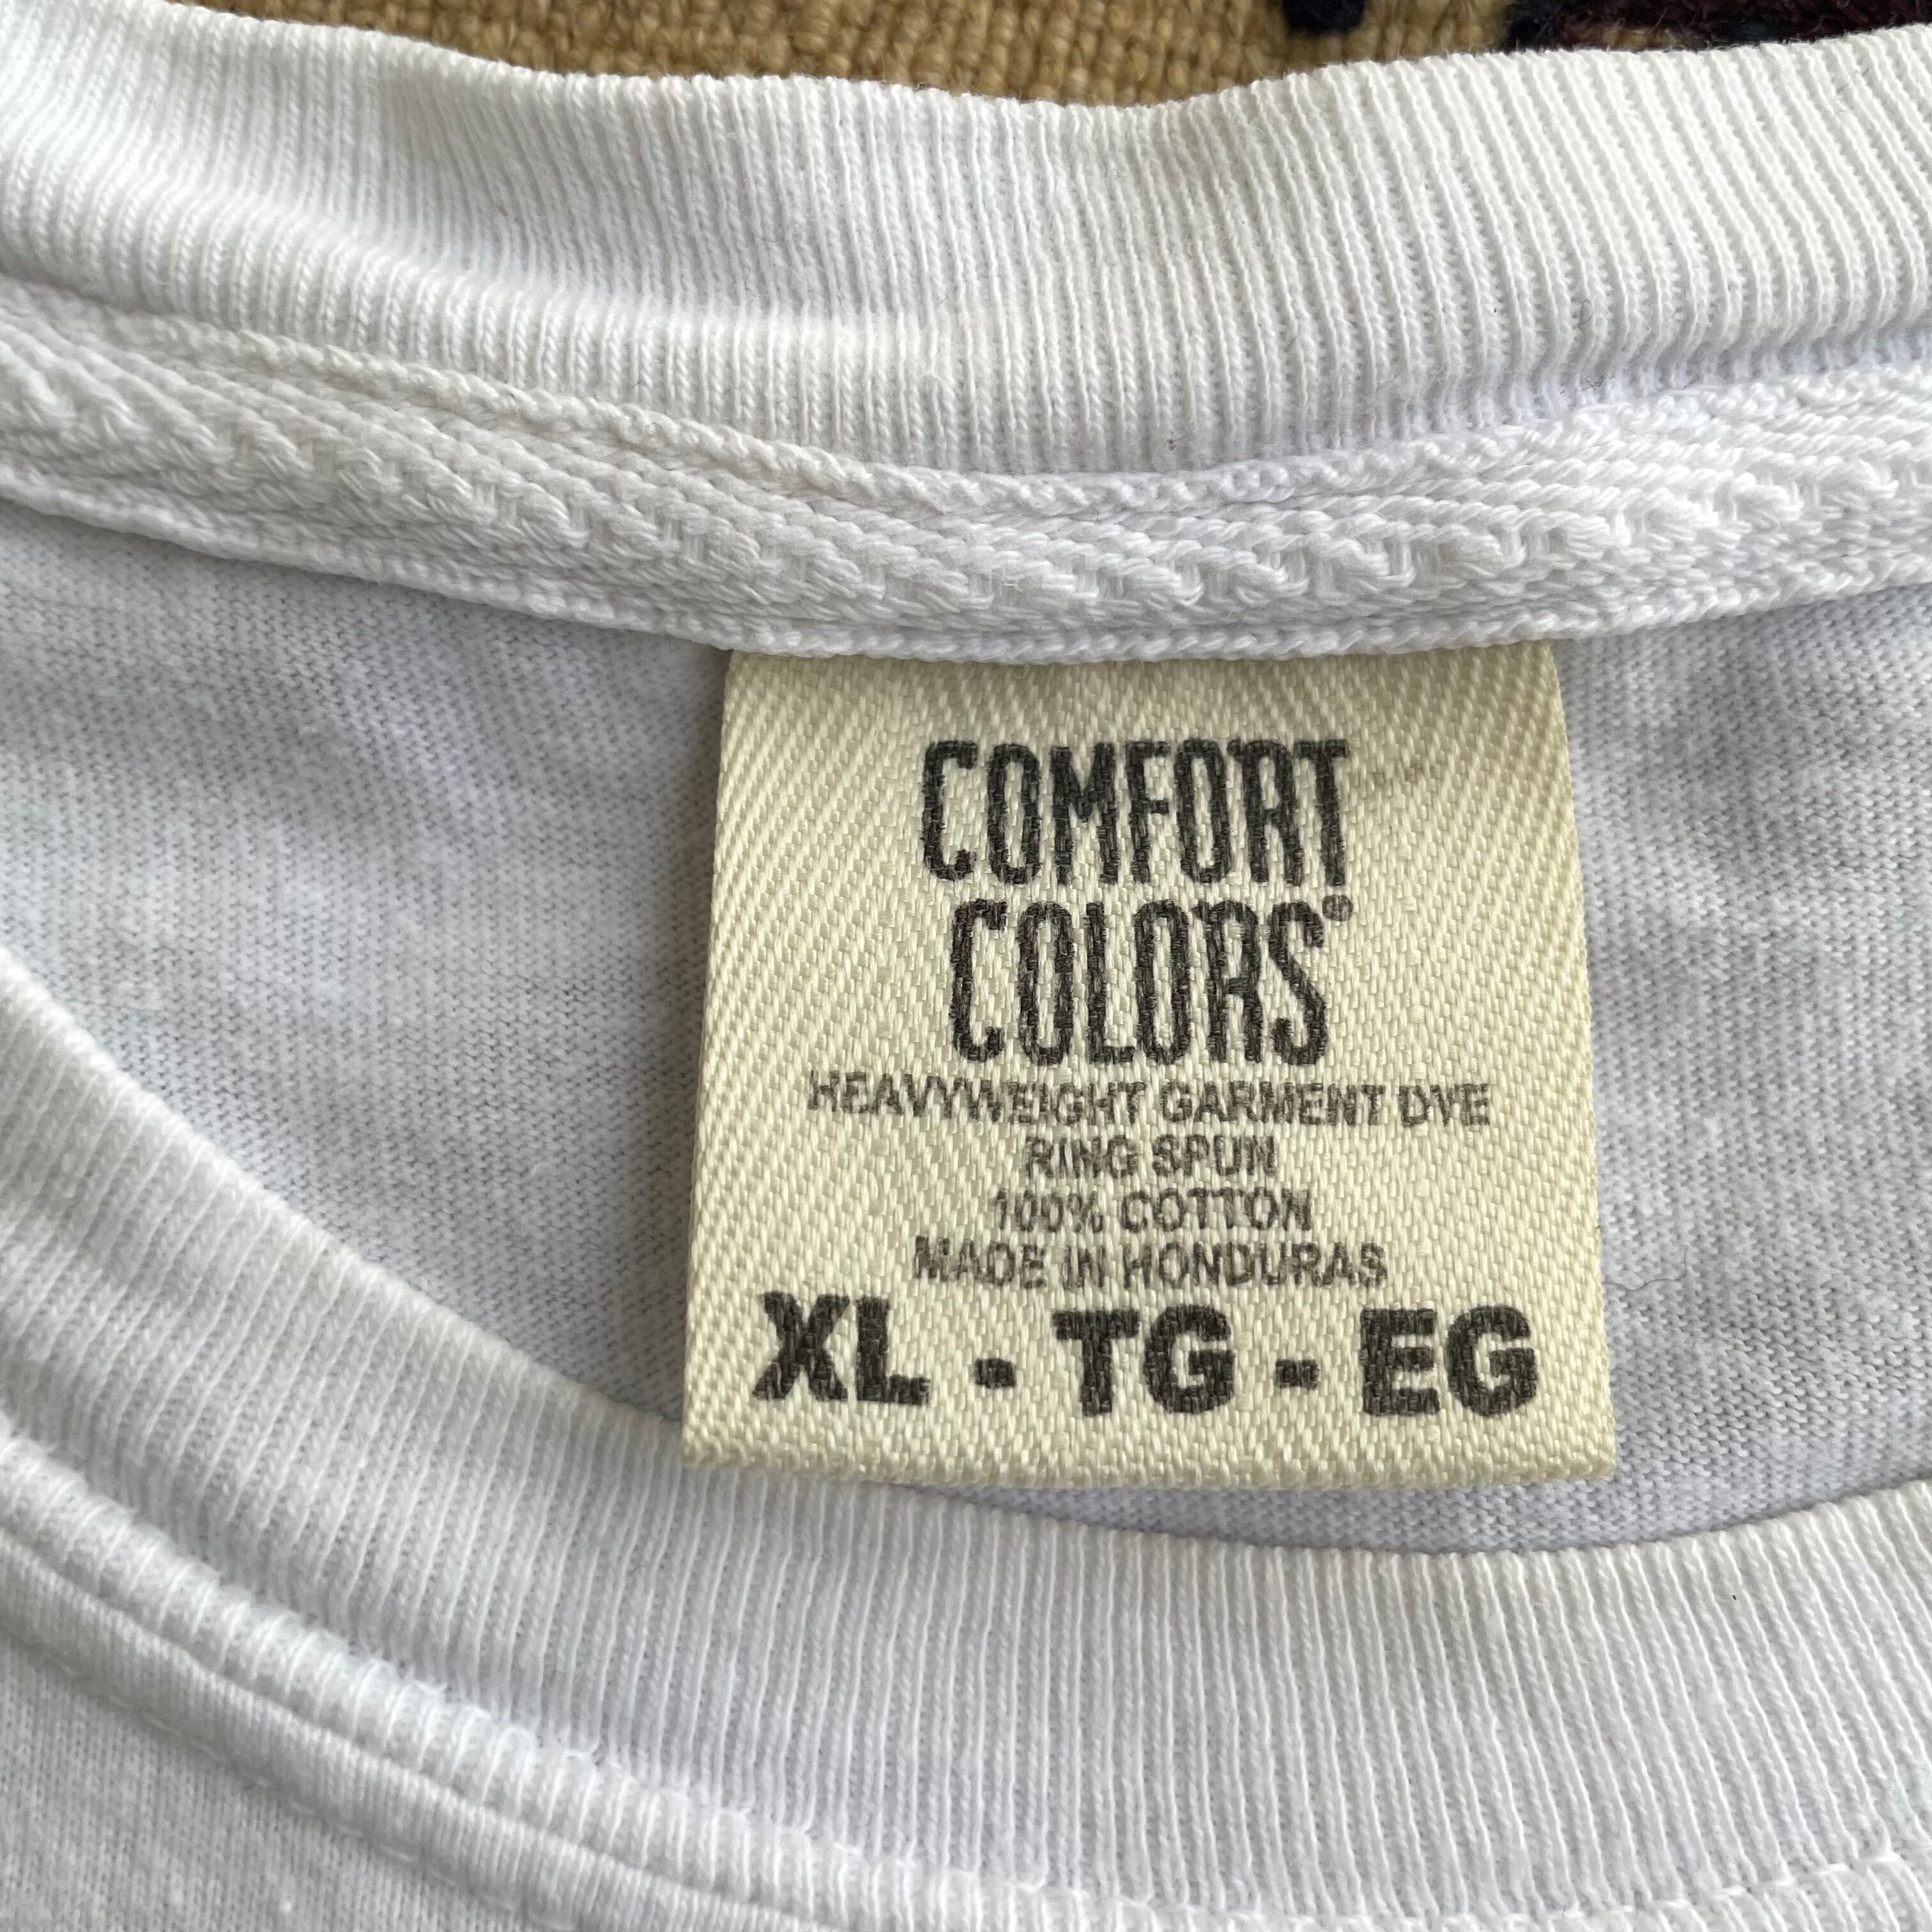 COMFORT
COLORS®
HEAVYWEIGHT GARMENT DYE
RING SPUN
100% COTTON
MADE IN HONDURAS
XL - TG - EG